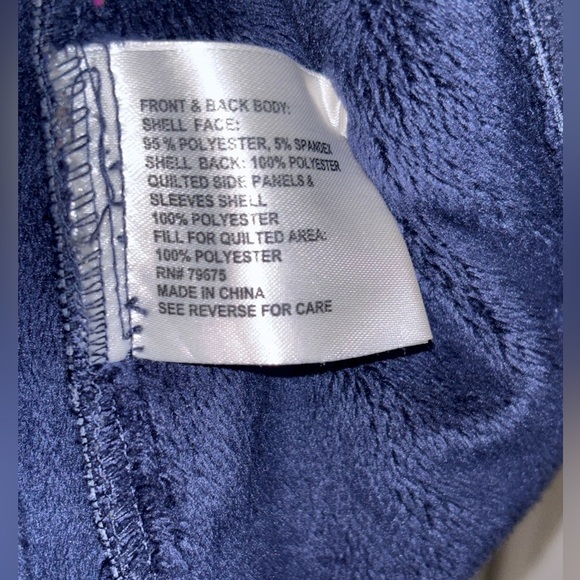 FRONT & BACK BODY:
SHELL FACE:
95 % POLYESTER, 5% SPANDEX
SHELL BACK: 100% POLYESTER
QUILTED SIDE PANELS &
SLEEVES SHELL
100% POLYESTER
FILL FOR QUILTED AREA:
100% POLYESTER
RN# 79675
MADE IN CHINA
SEE REVERSE FOR CARE